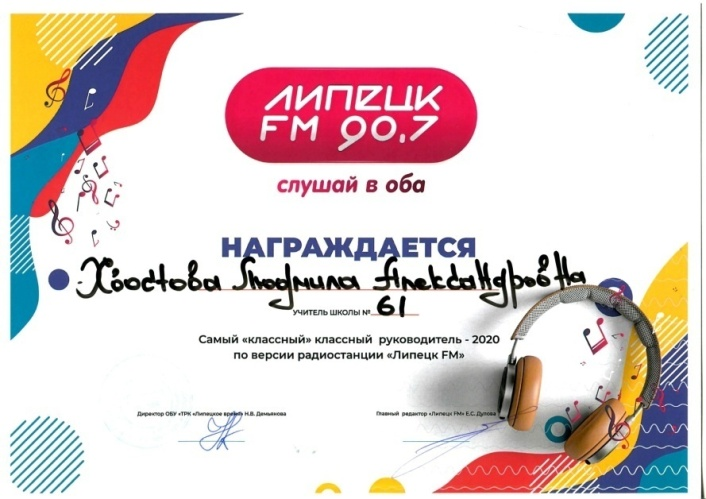 ЛИПЕЦК
FM 90,7
слушай в оба
НАГРАЖДАЕТСЯ
Хвостова Людмила Александровна
УЧИТЕЛЬ ШКОЛЫ № 61
Самый «классный» классный руководитель - 2020
по версии радиостанции «Липецк FM»
Директор ОБУ «ТРК «Липецкое время» Н.В. Демьякова
Главный редактор «Липецк FM» Е.С. Дупова